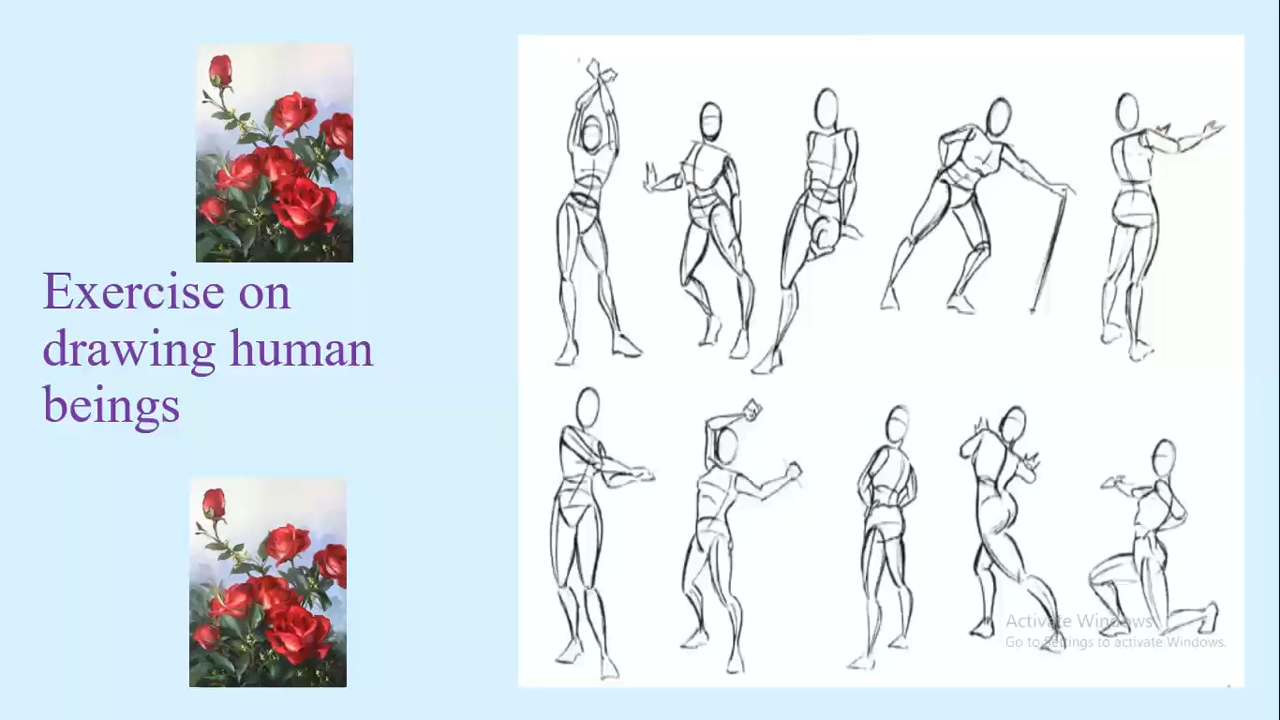 Exercise on
drawing human
beings
Activate Windows
Go to Settings to activate Windows.